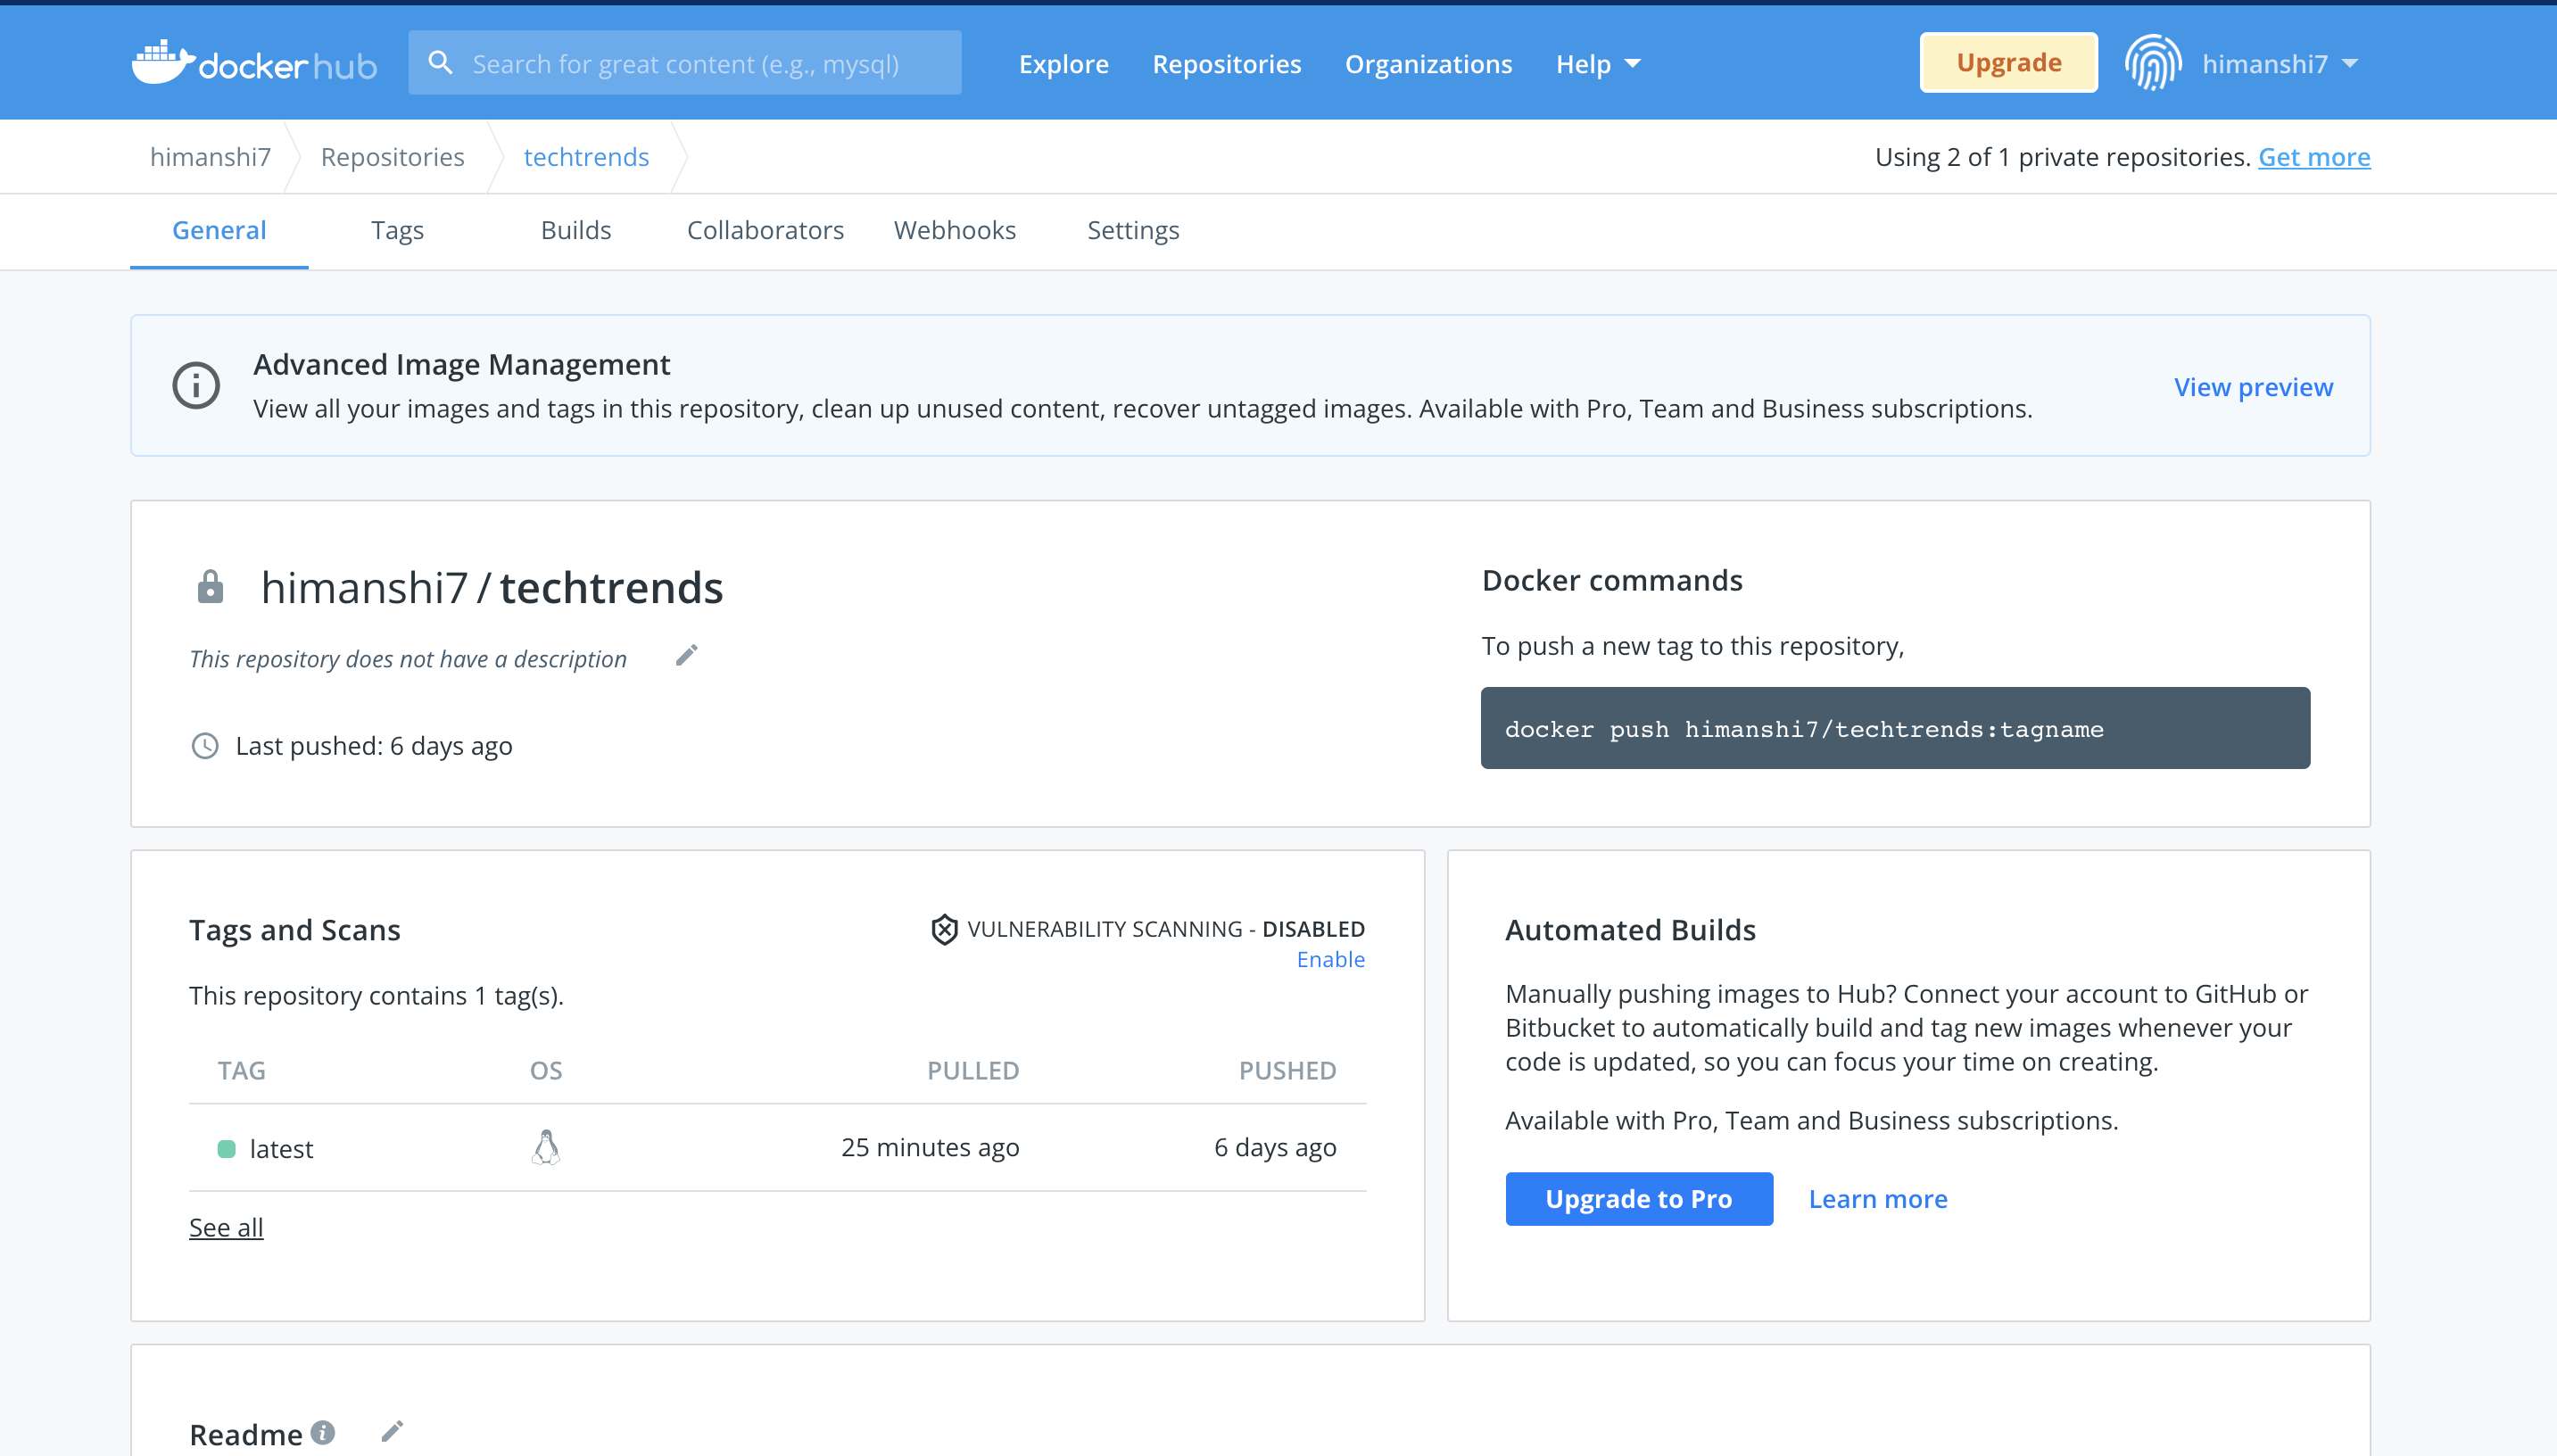 docker hub
Search for great content (e.g., mysql)
Explore
Repositories
Organizations
Help
Upgrade
himanshi7
himanshi7
Repositories
techtrends
Using 2 of 1 private repositories. Get more
General
Tags
Builds
Collaborators
Webhooks
Settings
Advanced Image Management
View all your images and tags in this repository, clean up unused content, recover untagged images. Available with Pro, Team and Business subscriptions.
View preview
himanshi7 / techtrends
This repository does not have a description
Last pushed: 6 days ago
Docker commands
To push a new tag to this repository,
docker push himanshi7/techtrends:tagname
Tags and Scans
VULNERABILITY SCANNING - DISABLED
Enable
This repository contains 1 tag(s).
TAG
OS
PULLED
PUSHED
latest
25 minutes ago
6 days ago
See all
Automated Builds
Manually pushing images to Hub? Connect your account to GitHub or
Bitbucket to automatically build and tag new images whenever your
code is updated, so you can focus your time on creating.
Available with Pro, Team and Business subscriptions.
Upgrade to Pro
Learn more
Readme